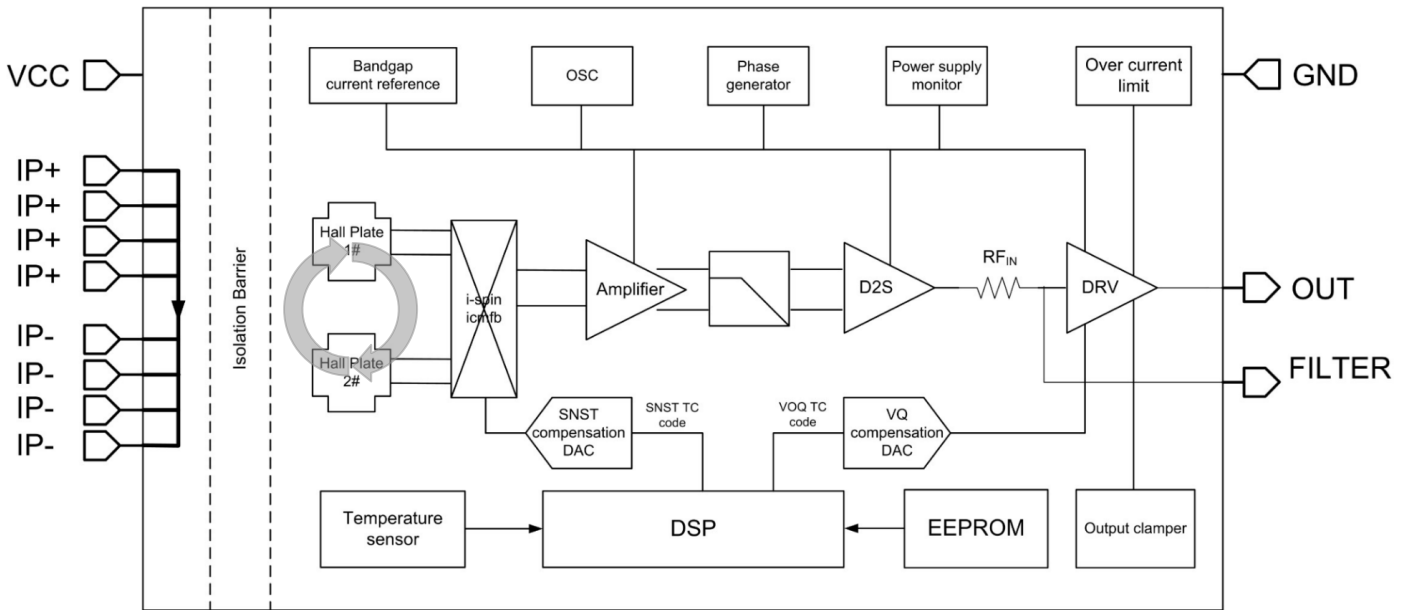 VCC
IP+
IP+
IP+
IP+
IP-
IP-
IP-
IP-
Isolation Barrier
Bandgap
current reference
OSC
Phase
generator
Power supply
monitor
Over current
limit
GND
Hall Plate
1#
Hall Plate
2#
i-spin
icmfb
Amplifier
D2S
RFIN
DRV
OUT
FILTER
SNST
compensation
DAC
SNST TC
code
VOQ TC
code
VQ
compensation
DAC
Temperature
sensor
DSP
EEPROM
Output clamper